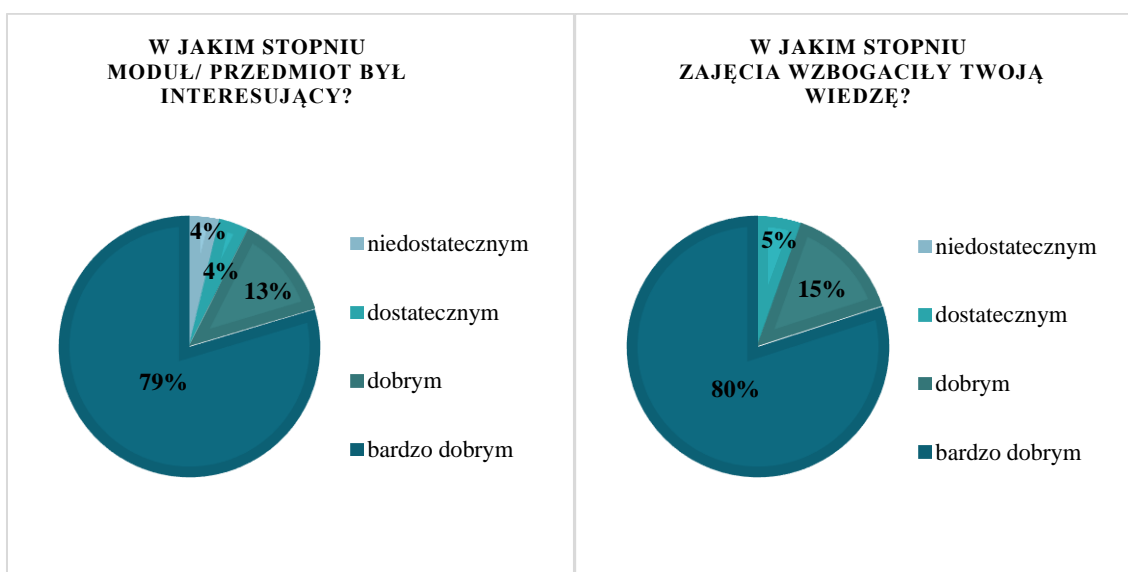 W JAKIM STOPNIU
MODUŁ/ PRZEDMIOT BYŁ
INTERESUJĄCY?
4%
4%
13%
79%
niedostatecznym
dostatecznym
dobrym
bardzo dobrym
W JAKIM STOPNIU
ZAJĘCIA WZBOGACIŁY TWOJĄ
WIEDZĘ?
5%
15%
80%
niedostatecznym
dostatecznym
dobrym
bardzo dobrym